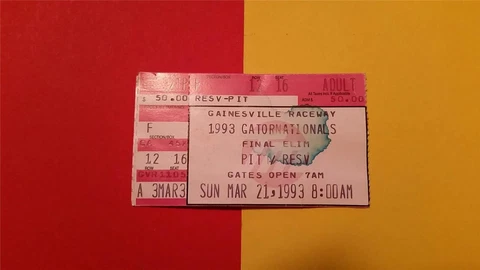 16 ADULT
$ 50.00 RESV-PIT 50.00
GAINESVILLE RACEWAY
1993 GATORNATIONALS
F
FINAL ELIM
PIT / RESV
12 16
GATES OPEN 7AM
A 3MAR3 SUN MAR 21,1993 8:00AM